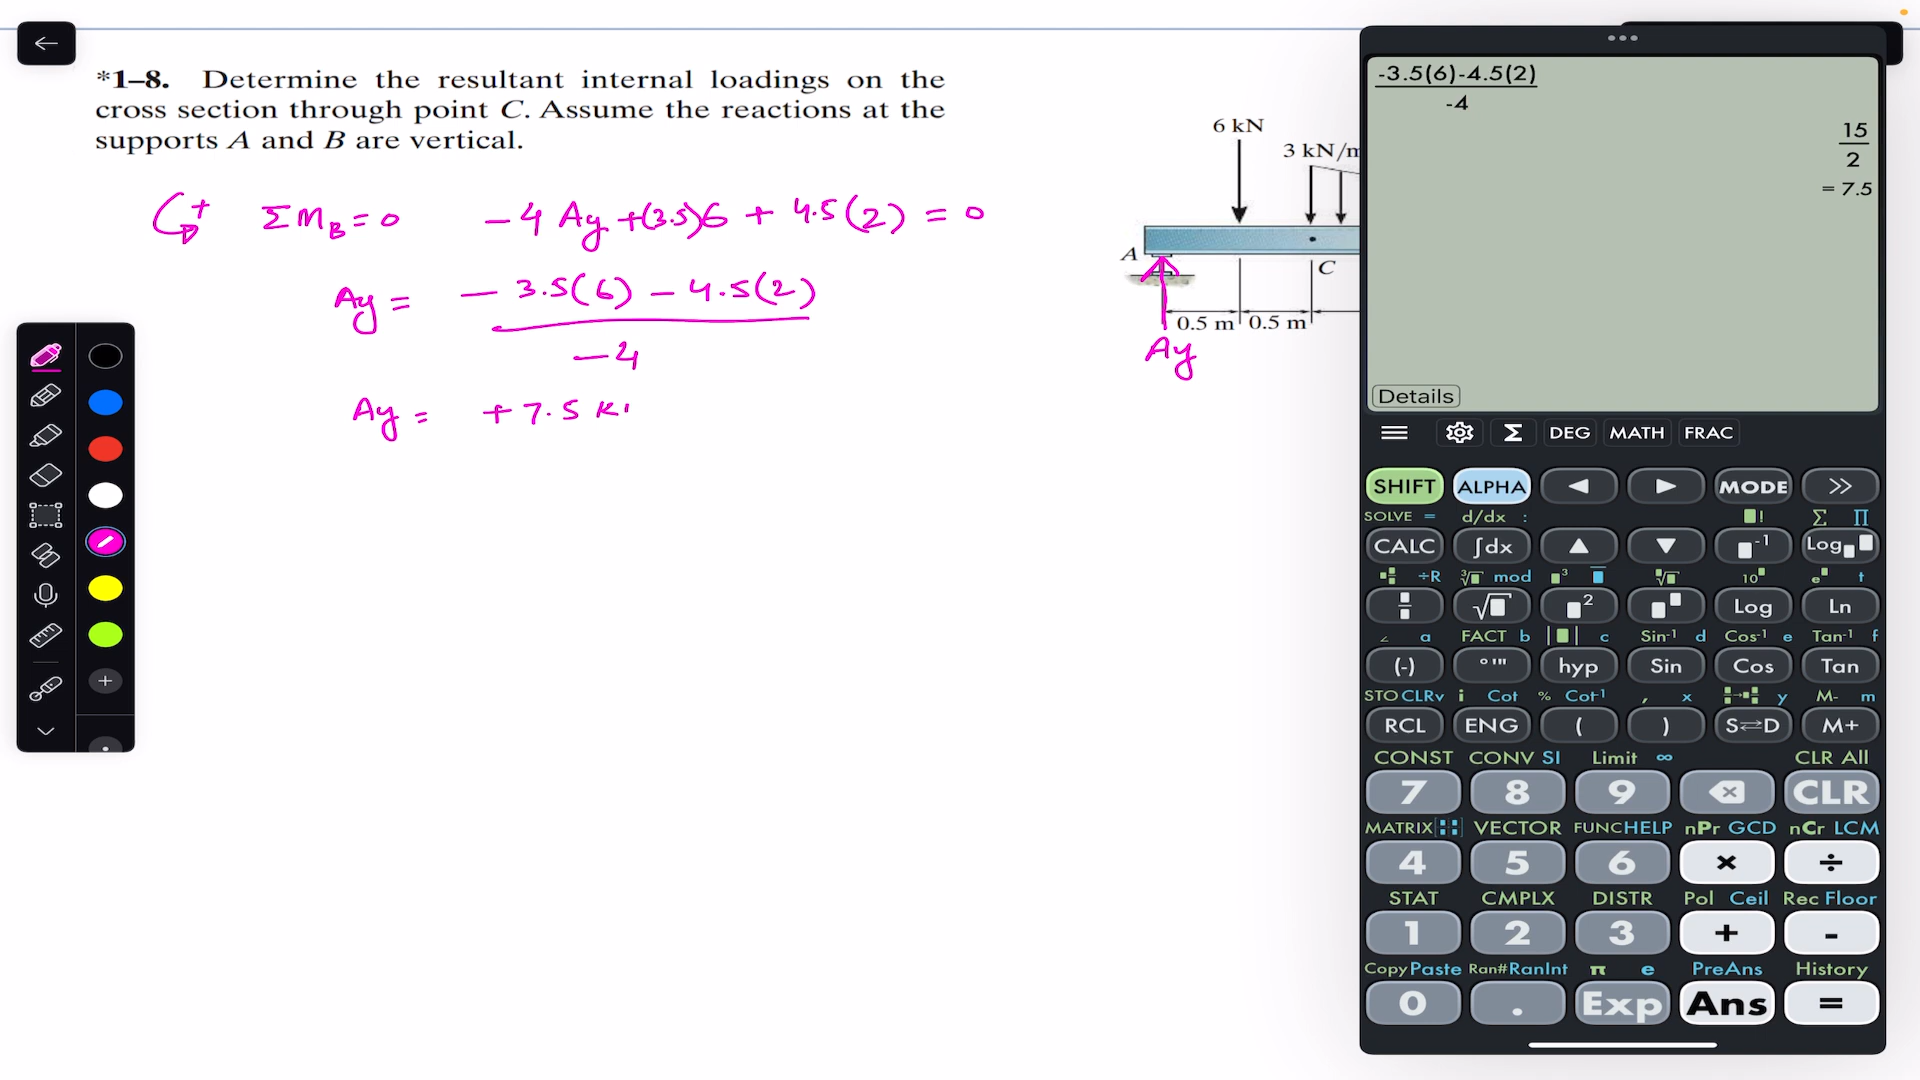 *1–8. Determine the resultant internal loadings on the
cross section through point C. Assume the reactions at the
supports A and B are vertical.
+ ΣM_B = 0 −4 Ay +(3.5)6 + 4.5(2) = 0
Ay = − 3.5(6) − 4.5(2)
−4
Ay = +7.5 K
6 kN
3 kN/m
A
C
0.5 m 0.5 m
Ay
-3.5(6)-4.5(2)
-4
15
2
= 7.5
Details
Σ DEG MATH FRAC
SHIFT ALPHA ◀ ▶ MODE >>
SOLVE = d/dx : ! Σ Π
CALC ∫dx ▲ ▼ -1 Log
÷R 3 mod 3 10 e t
2 Log Ln
∠ a FACT b | | c Sin-1 d Cos-1 e Tan-1 f
(-) °'" hyp Sin Cos Tan
STO CLRv i Cot % Cot-1 , x y M- m
RCL ENG ( ) S⇄D M+
CONST CONV SI Limit ∞ CLR All
7 8 9 CLR
MATRIX VECTOR FUNC HELP nPr GCD nCr LCM
4 5 6 × ÷
STAT CMPLX DISTR Pol Ceil Rec Floor
1 2 3 + -
Copy Paste Ran# RanInt π e PreAns History
0 . Exp Ans =